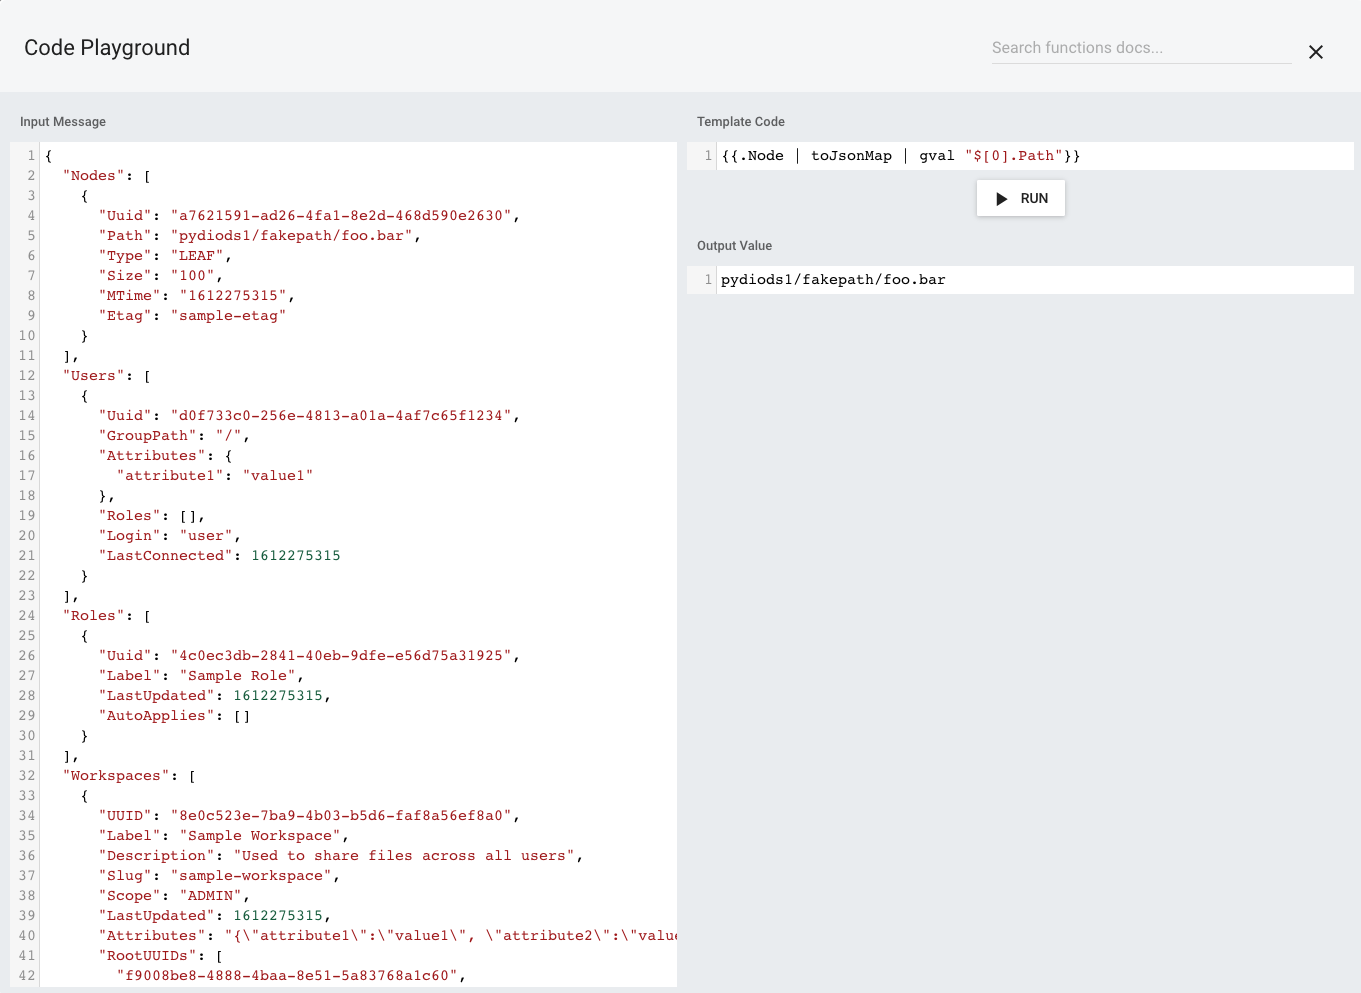 Code Playground
Search functions docs...
Input Message
1 {
2 "Nodes": [
3 {
4 "Uuid": "a7621591-ad26-4fa1-8e2d-468d590e2630",
5 "Path": "pydiods1/fakepath/foo.bar",
6 "Type": "LEAF",
7 "Size": "100",
8 "MTime": "1612275315",
9 "Etag": "sample-etag"
10 }
11 ],
12 "Users": [
13 {
14 "Uuid": "d0f733c0-256e-4813-a01a-4af7c65f1234",
15 "GroupPath": "/",
16 "Attributes": {
17 "attribute1": "value1"
18 },
19 "Roles": [],
20 "Login": "user",
21 "LastConnected": 1612275315
22 }
23 ],
24 "Roles": [
25 {
26 "Uuid": "4c0ec3db-2841-40eb-9dfe-e56d75a31925",
27 "Label": "Sample Role",
28 "LastUpdated": 1612275315,
29 "AutoApplies": []
30 }
31 ],
32 "Workspaces": [
33 {
34 "UUID": "8e0c523e-7ba9-4b03-b5d6-faf8a56ef8a0",
35 "Label": "Sample Workspace",
36 "Description": "Used to share files across all users",
37 "Slug": "sample-workspace",
38 "Scope": "ADMIN",
39 "LastUpdated": 1612275315,
40 "Attributes": "{\"attribute1\":\"value1\", \"attribute2\":\"value
41 "RootUUIDs": [
42 "f9008be8-4888-4baa-8e51-5a83768a1c60",
Template Code
1 {{.Node | toJsonMap | gval "$[0].Path"}}
RUN
Output Value
1 pydiods1/fakepath/foo.bar